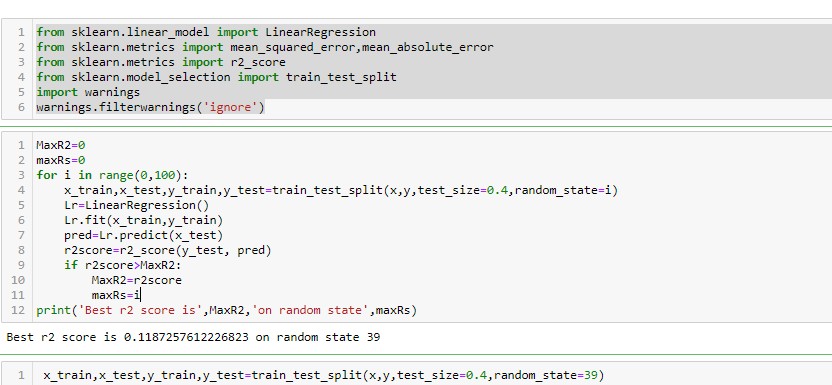 1 from sklearn.linear_model import LinearRegression
2 from sklearn.metrics import mean_squared_error,mean_absolute_error
3 from sklearn.metrics import r2_score
4 from sklearn.model_selection import train_test_split
5 import warnings
6 warnings.filterwarnings('ignore')
1 MaxR2=0
2 maxRs=0
3 for i in range(0,100):
4     x_train,x_test,y_train,y_test=train_test_split(x,y,test_size=0.4,random_state=i)
5     Lr=LinearRegression()
6     Lr.fit(x_train,y_train)
7     pred=Lr.predict(x_test)
8     r2score=r2_score(y_test, pred)
9     if r2score>MaxR2:
10         MaxR2=r2score
11         maxRs=i
12 print('Best r2 score is',MaxR2,'on random state',maxRs)
Best r2 score is 0.1187257612226823 on random state 39
1  x_train,x_test,y_train,y_test=train_test_split(x,y,test_size=0.4,random_state=39)